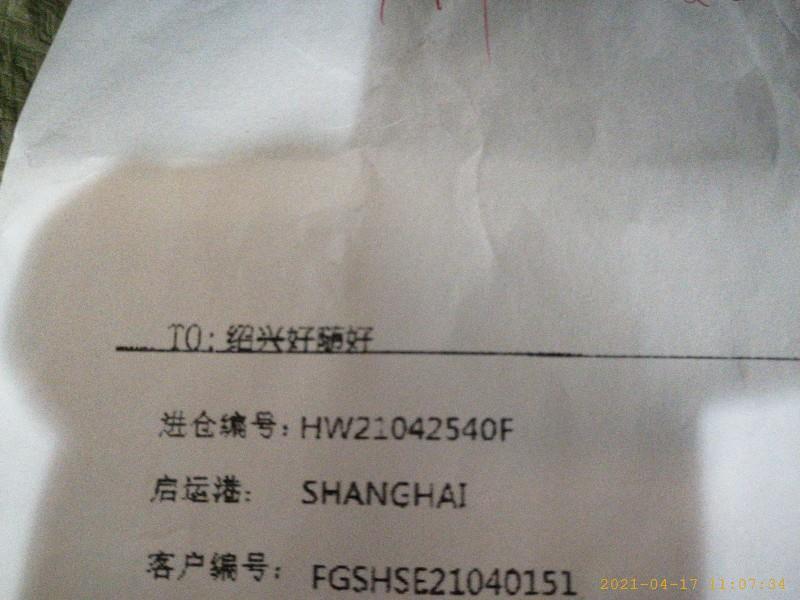 TO: 绍兴好随好
进仓编号: HW21042540F
启运港: SHANGHAI
客户编号: FGSHSE21040151
2021-04-17 11:07:34